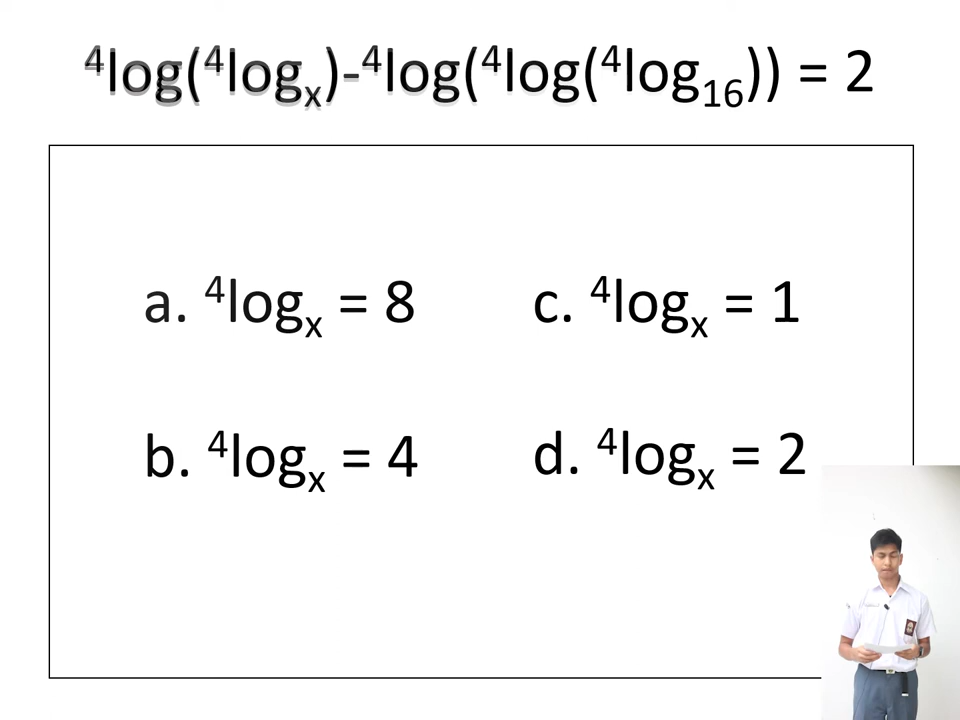 ⁴log(⁴logₓ)-⁴log(⁴log(⁴log₁₆)) = 2
a. ⁴logₓ = 8
c. ⁴logₓ = 1
b. ⁴logₓ = 4
d. ⁴logₓ = 2